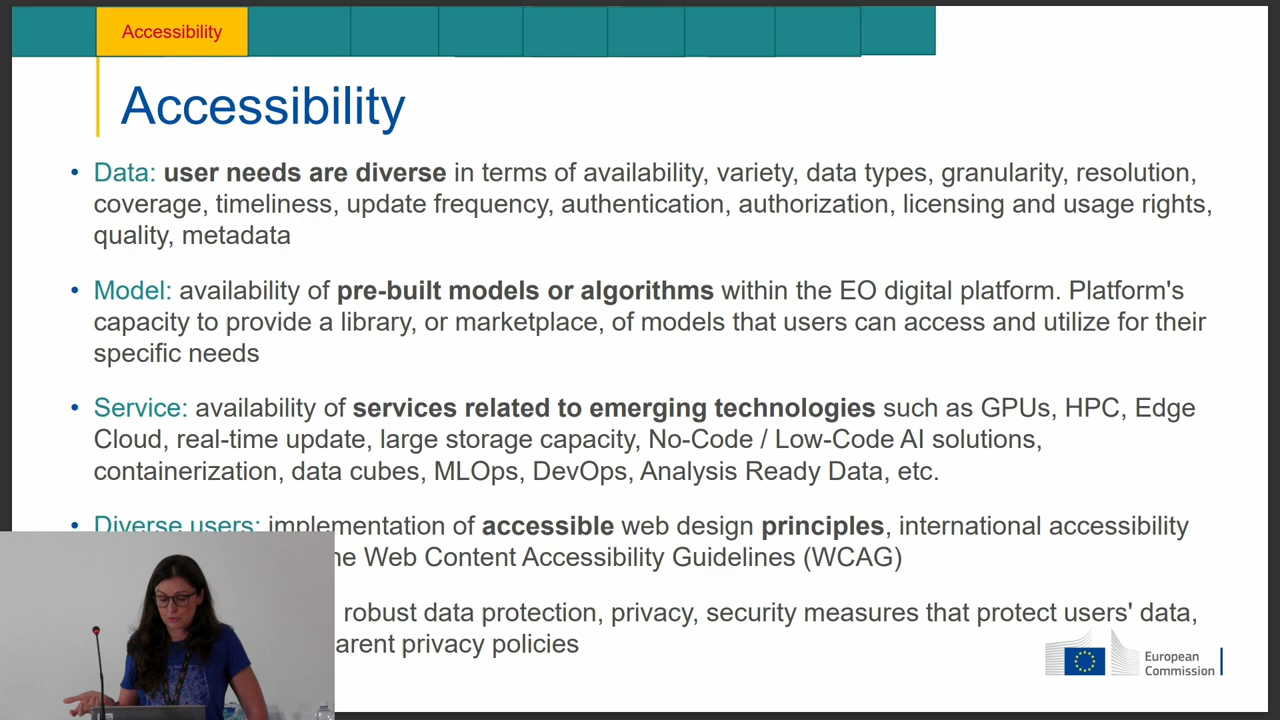 Accessibility
Accessibility
• Data: user needs are diverse in terms of availability, variety, data types, granularity, resolution,
coverage, timeliness, update frequency, authentication, authorization, licensing and usage rights,
quality, metadata
• Model: availability of pre-built models or algorithms within the EO digital platform. Platform's
capacity to provide a library, or marketplace, of models that users can access and utilize for their
specific needs
• Service: availability of services related to emerging technologies such as GPUs, HPC, Edge
Cloud, real-time update, large storage capacity, No-Code / Low-Code AI solutions,
containerization, data cubes, MLOps, DevOps, Analysis Ready Data, etc.
• Diverse users: implementation of accessible web design principles, international accessibility
Web Content Accessibility Guidelines (WCAG)
robust data protection, privacy, security measures that protect users' data,
privacy policies
European
Commission